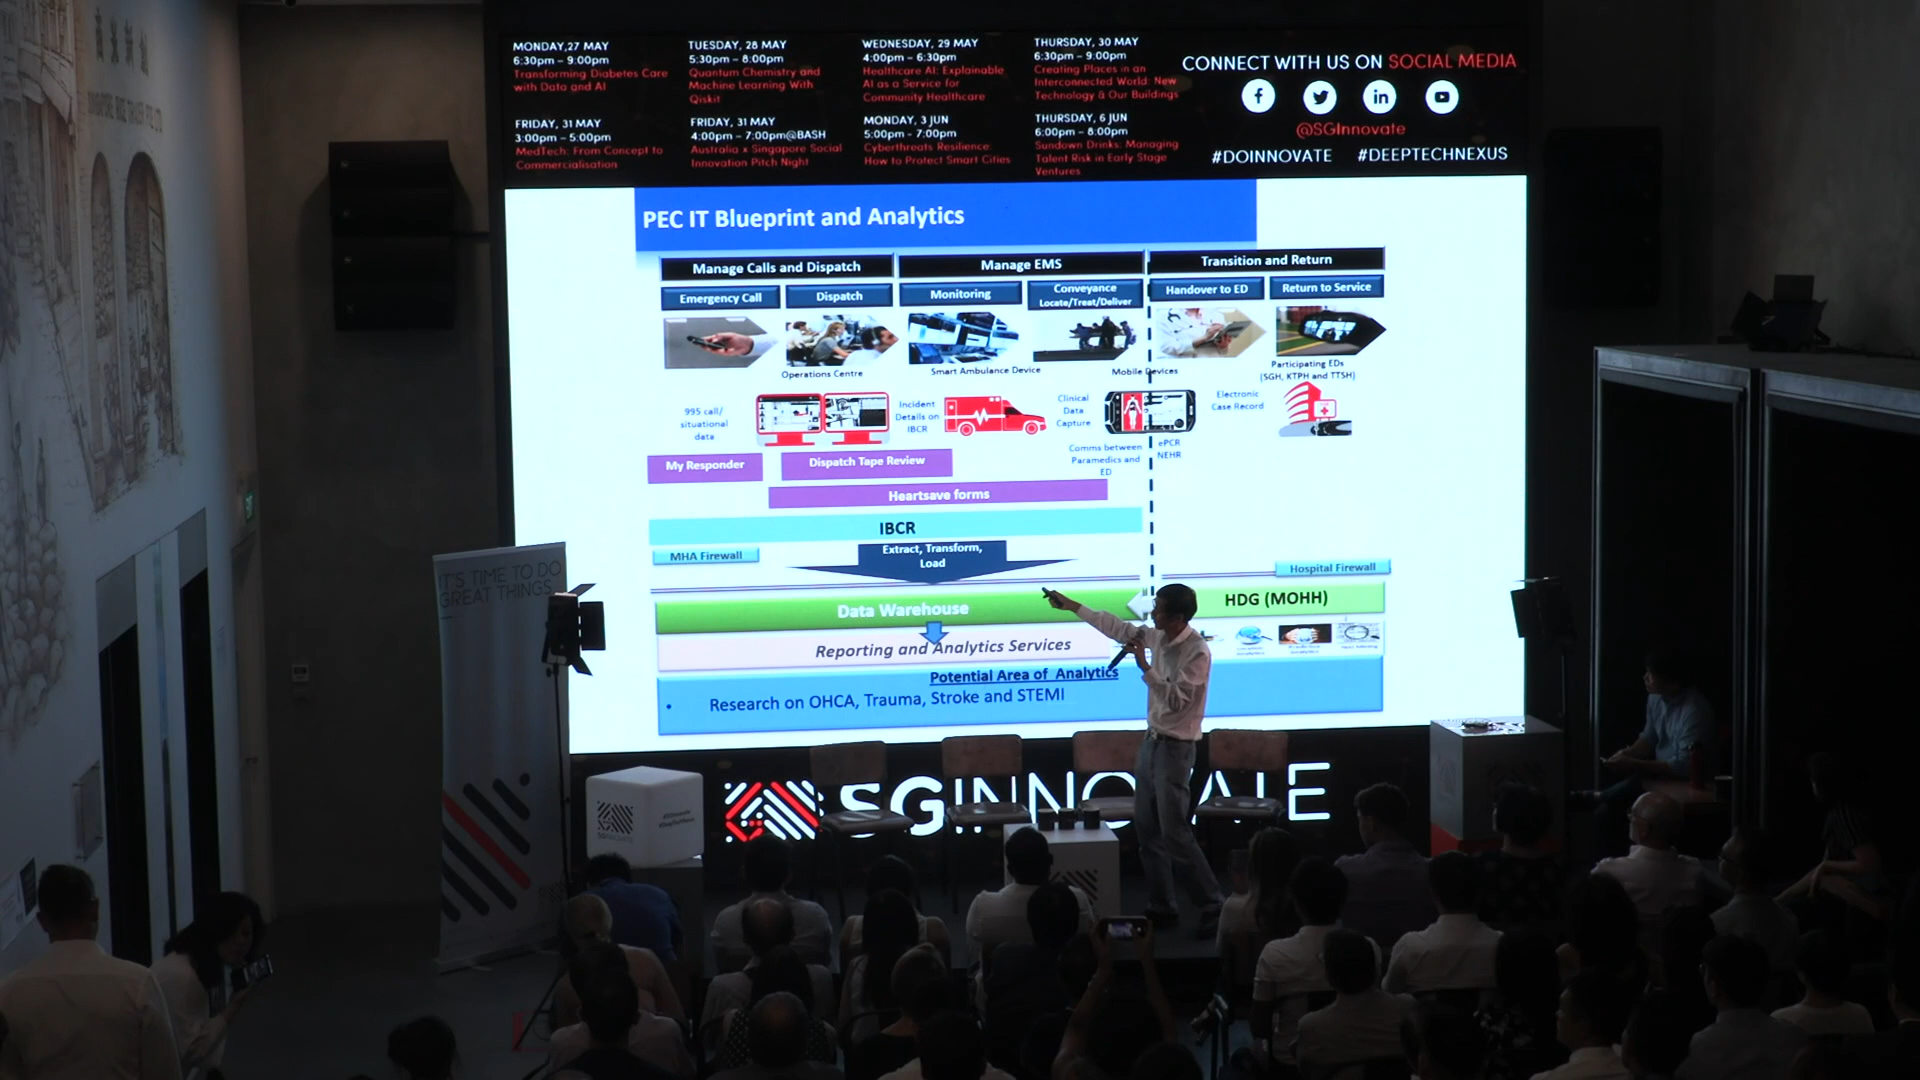 MONDAY,27 MAY
6:30pm – 9:00pm
Transforming Diabetes Care
with Data and AI
TUESDAY, 28 MAY
5:30pm – 8:00pm
Quantum Chemistry and
Machine Learning With
Qiskit
WEDNESDAY, 29 MAY
4:00pm – 6:30pm
Healthcare AI: Explainable
AI as a Service for
Community Healthcare
THURSDAY, 30 MAY
6:30pm – 9:00pm
Creating Places in an
Interconnected World: New
Technology & Our Buildings
FRIDAY, 31 MAY
3:00pm – 5:00pm
MedTech: From Concept to
Commercialisation
FRIDAY, 31 MAY
4:00pm – 7:00pm@BASH
Australia x Singapore Social
Innovation Pitch Night
MONDAY, 3 JUN
5:00pm - 7:00pm
Cyberthreats Resilience:
How to Protect Smart Cities
THURSDAY, 6 JUN
6:00pm – 8:00pm
Sundown Drinks: Managing
Talent Risk in Early Stage
Ventures
CONNECT WITH US ON SOCIAL MEDIA
@SGInnovate
#DOINNOVATE #DEEPTECHNEXUS
PEC IT Blueprint and Analytics
Manage Calls and Dispatch
Manage EMS
Transition and Return
Emergency Call
Dispatch
Monitoring
Conveyance
Locate/Treat/Deliver
Handover to ED
Return to Service
Operations Centre
Smart Ambulance Device
Mobile Devices
Participating EDs
(SGH, KTPH and TTSH)
995 call/
situational
data
Incident
Details on
IBCR
Clinical
Data
Capture
Electronic
Case Record
Comms between
Paramedics and
ED
ePCR
NEHR
My Responder
Dispatch Tape Review
Heartsave forms
IBCR
MHA Firewall
Extract, Transform,
Load
Hospital Firewall
Data Warehouse
HDG (MOHH)
Reporting and Analytics Services
Potential Area of Analytics
• Research on OHCA, Trauma, Stroke and STEMI
IT'S TIME TO DO
GREAT THINGS
SGINNOVATE